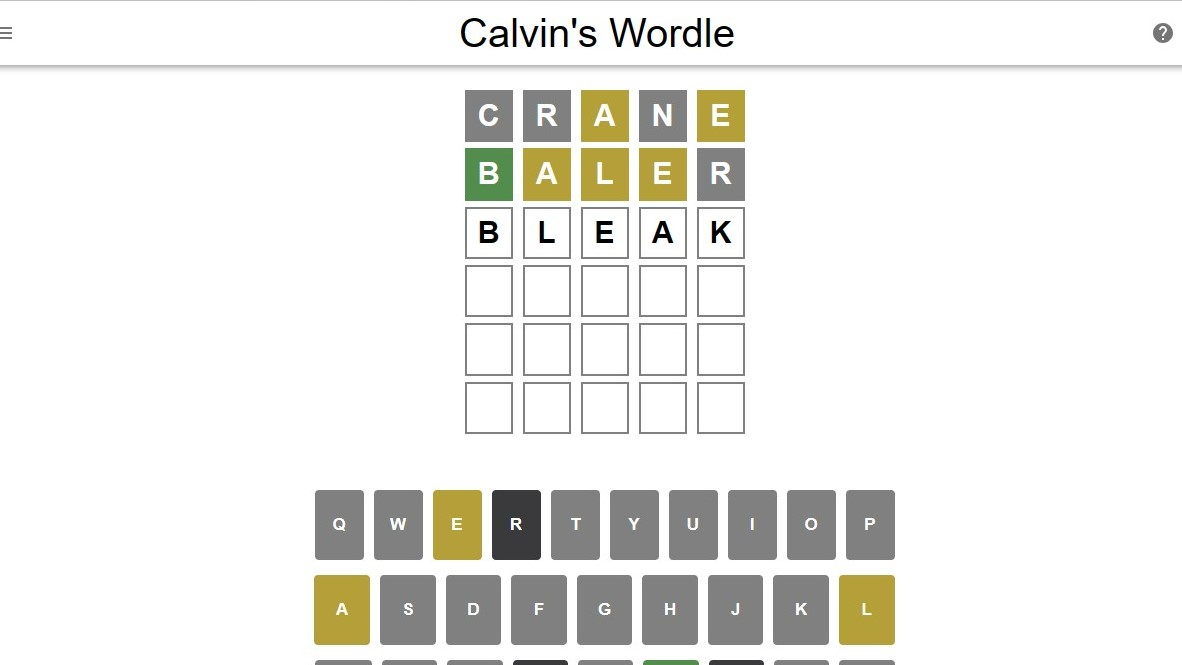 Calvin's Wordle
?
C R A N E
B A L E R
B L E A K
Q W E R T Y U I O P
A S D F G H J K L